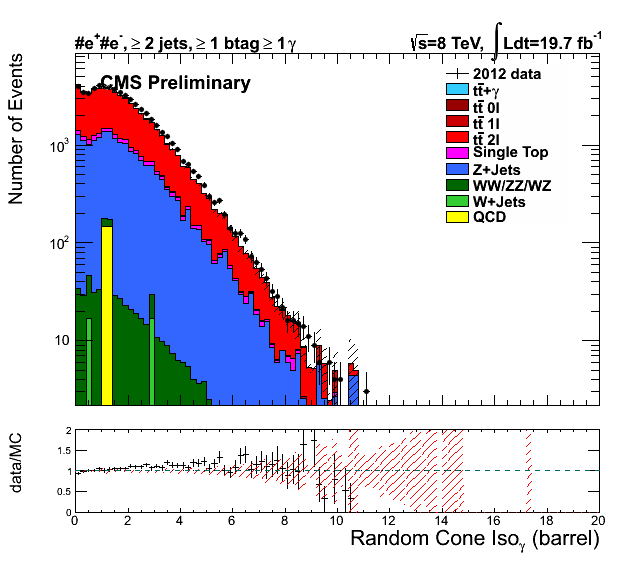 #e⁺#e⁻, ≥ 2 jets, ≥ 1 btag ≥ 1γ
√s=8 TeV, ∫Ldt=19.7 fb⁻¹
CMS Preliminary
2012 data
tt̄+γ
tt̄ 0l
tt̄ 1l
tt̄ 2l
Single Top
Z+Jets
WW/ZZ/WZ
W+Jets
QCD
Number of Events
10³
10²
10
data/MC
2
1.5
1
0.5
0
0 2 4 6 8 10 12 14 16 18 20
Random Cone Isoᵧ (barrel)